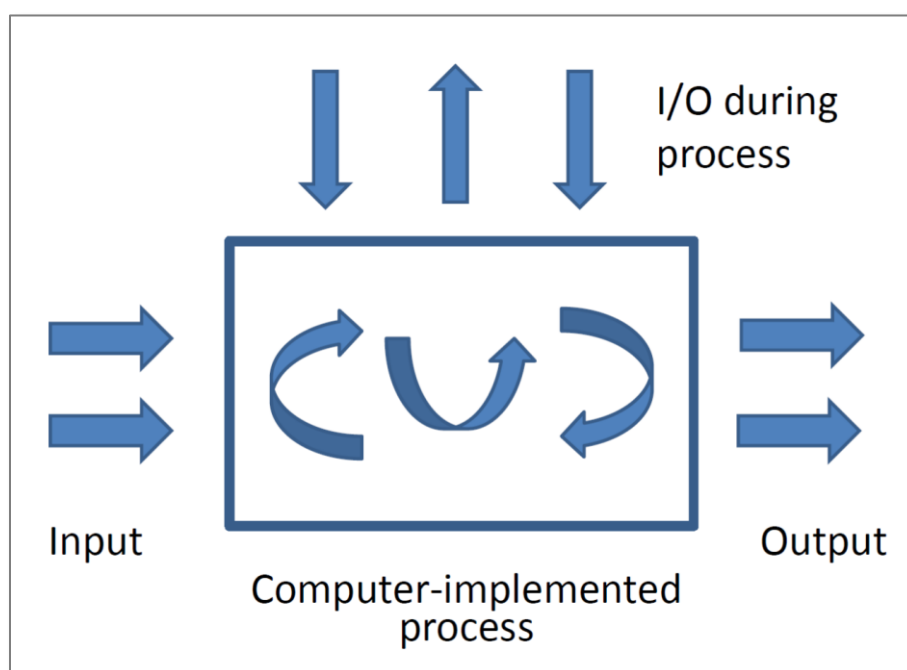 I/O during
process
Input
Output
Computer-implemented
process